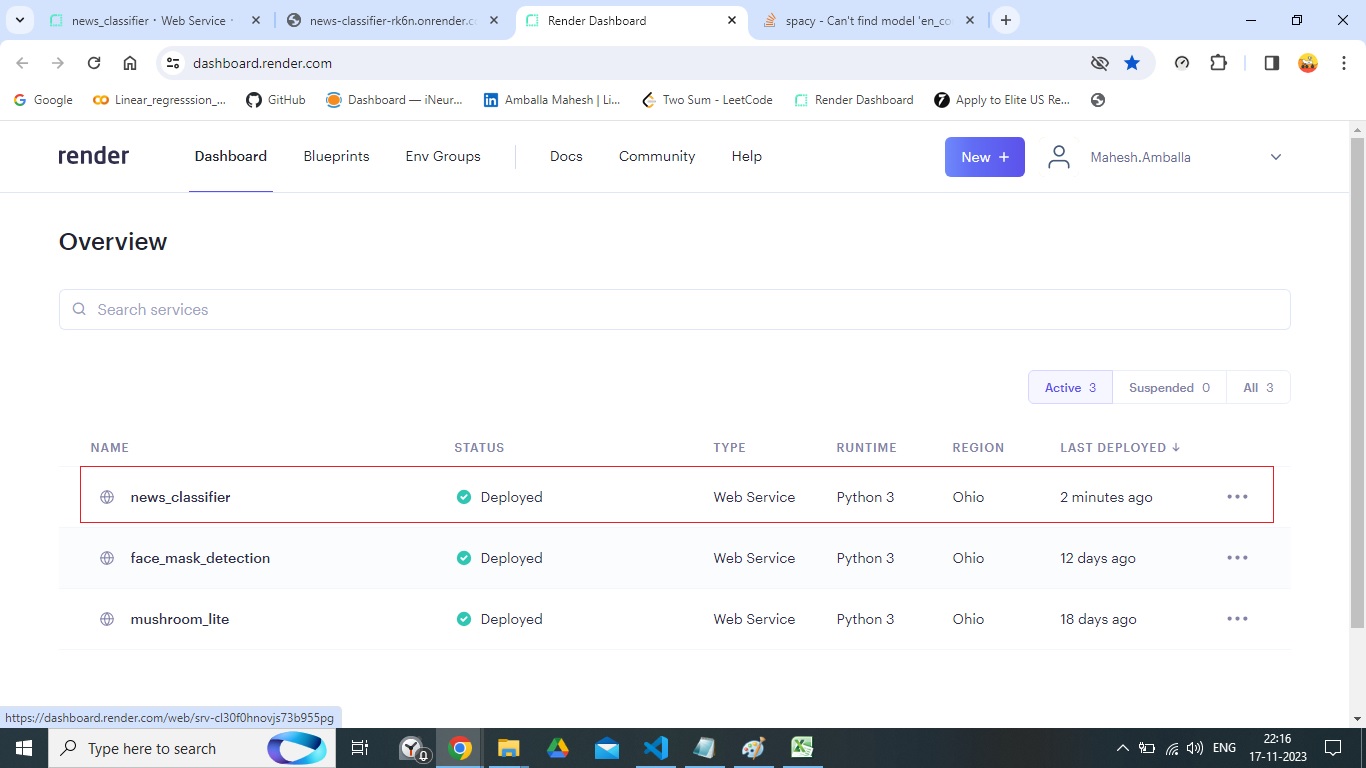 news_classifier · Web Service ·
news-classifier-rk6n.onrender.c
Render Dashboard
spacy - Can't find model 'en_co
dashboard.render.com
Google
Linear_regresssion_...
GitHub
Dashboard — iNeur...
Amballa Mahesh | Li...
Two Sum - LeetCode
Render Dashboard
Apply to Elite US Re...
render
Dashboard
Blueprints
Env Groups
Docs
Community
Help
New +
Mahesh.Amballa
Overview
Search services
Active 3
Suspended 0
All 3
NAME STATUS TYPE RUNTIME REGION LAST DEPLOYED ↓
news_classifier Deployed Web Service Python 3 Ohio 2 minutes ago
face_mask_detection Deployed Web Service Python 3 Ohio 12 days ago
mushroom_lite Deployed Web Service Python 3 Ohio 18 days ago
https://dashboard.render.com/web/srv-cl30f0hnovjs73b955pg
Type here to search
0
ENG
22:16
17-11-2023